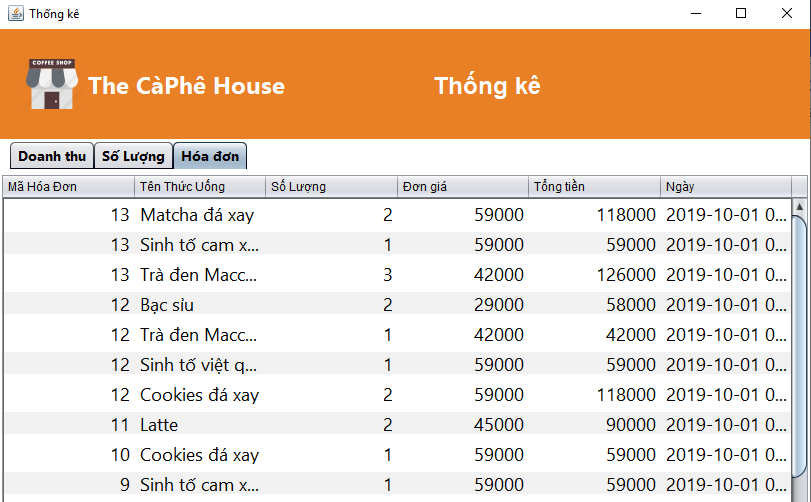 Thống kê
COFFEE SHOP
The CàPhê House Thống kê
Doanh thu Số Lượng Hóa đơn
Mã Hóa Đơn Tên Thức Uống Số Lượng Đơn giá Tổng tiền Ngày
13 Matcha đá xay 2 59000 118000 2019-10-01 0...
13 Sinh tố cam x... 1 59000 59000 2019-10-01 0...
13 Trà đen Macc... 3 42000 126000 2019-10-01 0...
12 Bạc sỉu 2 29000 58000 2019-10-01 0...
12 Trà đen Macc... 1 42000 42000 2019-10-01 0...
12 Sinh tố việt q... 1 59000 59000 2019-10-01 0...
12 Cookies đá xay 2 59000 118000 2019-10-01 0...
11 Latte 2 45000 90000 2019-10-01 0...
10 Cookies đá xay 1 59000 59000 2019-10-01 0...
9 Sinh tố cam x... 1 59000 59000 2019-10-01 0...